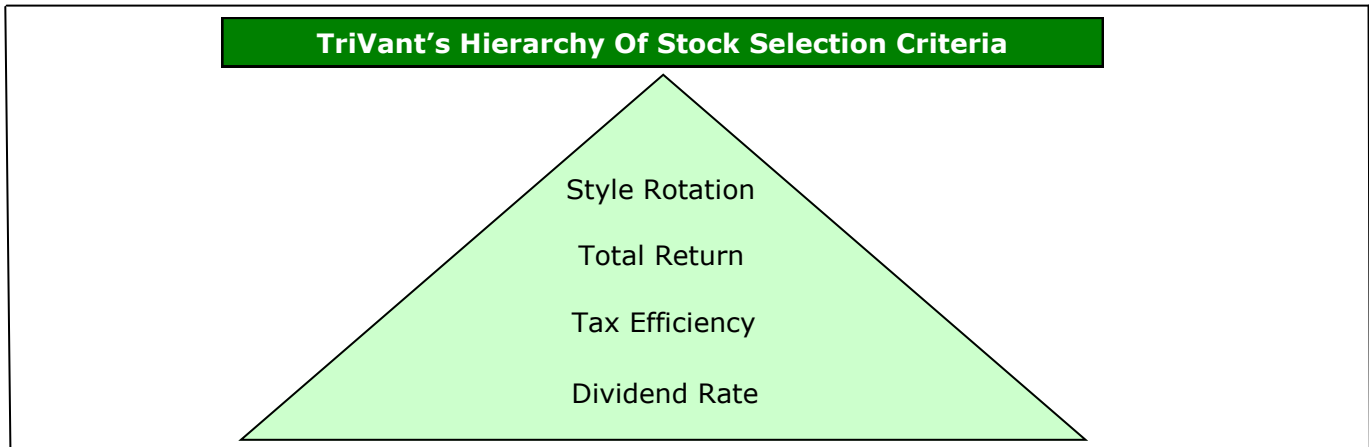 TriVant’s Hierarchy Of Stock Selection Criteria
Style Rotation
Total Return
Tax Efficiency
Dividend Rate